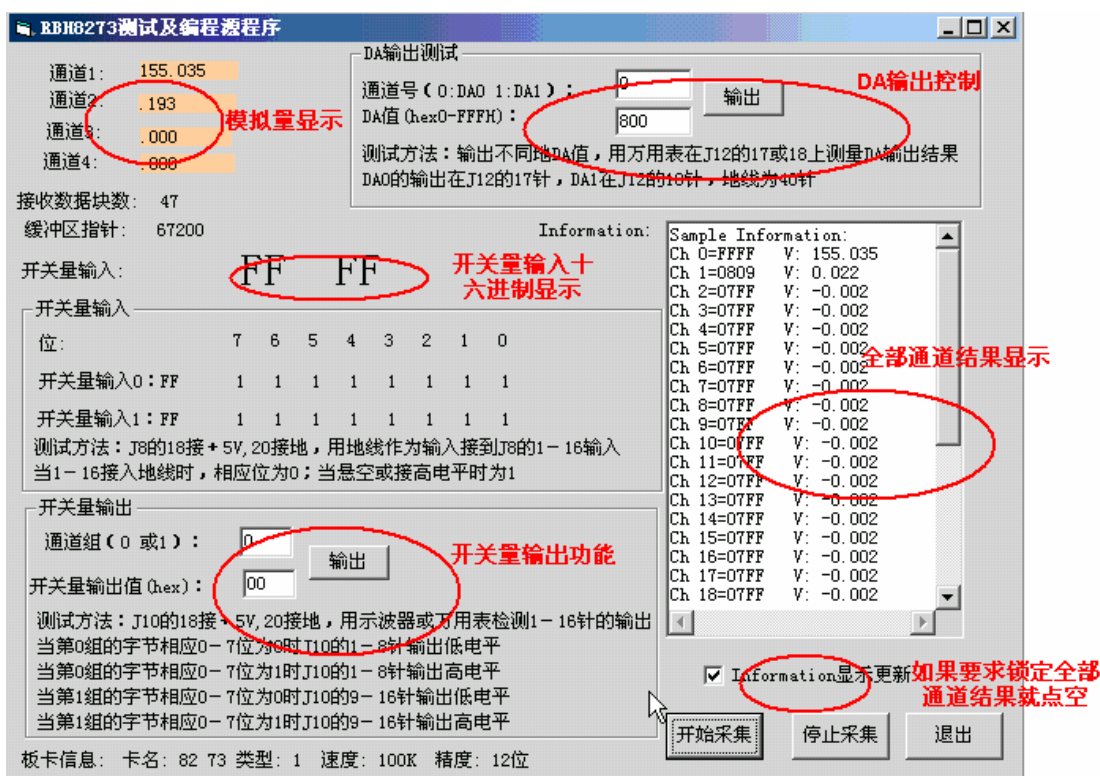 RBH8273测试及编程源程序
通道1: 155.035
通道2: .193
通道3: .000
通道4: .000
模拟量显示
接收数据块数: 47
缓冲区指针: 67200
DA输出测试
通道号(0:DA0 1:DA1): 0
输出
DA值(hex0-FFFH): 800
DA输出控制
测试方法:输出不同地DA值,用万用表在J12的17或18上测量DA输出结果
DA0的输出在J12的17针,DA1在J12的18针,地线为40针
开关量输入: FF FF
开关量输入十
六进制显示
开关量输入
位: 7 6 5 4 3 2 1 0
开关量输入0:FF 1 1 1 1 1 1 1 1
开关量输入1:FF 1 1 1 1 1 1 1 1
测试方法:J8的18接+5V,20接地,用地线作为输入接到J8的1-16输入
当1-16接入地线时,相应位为0;当悬空或接高电平时为1
开关量输出
通道组(0 或1): 0
输出
开关量输出值(hex): 00
开关量输出功能
测试方法:J10的18接+5V,20接地,用示波器或万用表检测1-16针的输出
当第0组的字节相应0-7位为0时J10的1-8针输出低电平
当第0组的字节相应0-7位为1时J10的1-8针输出高电平
当第1组的字节相应0-7位为0时J10的9-16针输出低电平
当第1组的字节相应0-7位为1时J10的9-16针输出高电平
板卡信息: 卡名: 82 73 类型: 1 速度: 100K 精度: 12位
Information:
Sample Information:
Ch 0=FFFF V: 155.035
Ch 1=0809 V: 0.022
Ch 2=07FF V: -0.002
Ch 3=07FF V: -0.002
Ch 4=07FF V: -0.002
Ch 5=07FF V: -0.002
Ch 6=07FF V: -0.002
Ch 7=07FF V: -0.002
Ch 8=07FF V: -0.002
Ch 9=07FF V: -0.002
Ch 10=07FF V: -0.002
Ch 11=07FF V: -0.002
Ch 12=07FF V: -0.002
Ch 13=07FF V: -0.002
Ch 14=07FF V: -0.002
Ch 15=07FF V: -0.002
Ch 16=07FF V: -0.002
Ch 17=07FF V: -0.002
Ch 18=07FF V: -0.002
全部通道结果显示
Information显示更新
如果要求锁定全部
通道结果就点空
开始采集
停止采集
退出